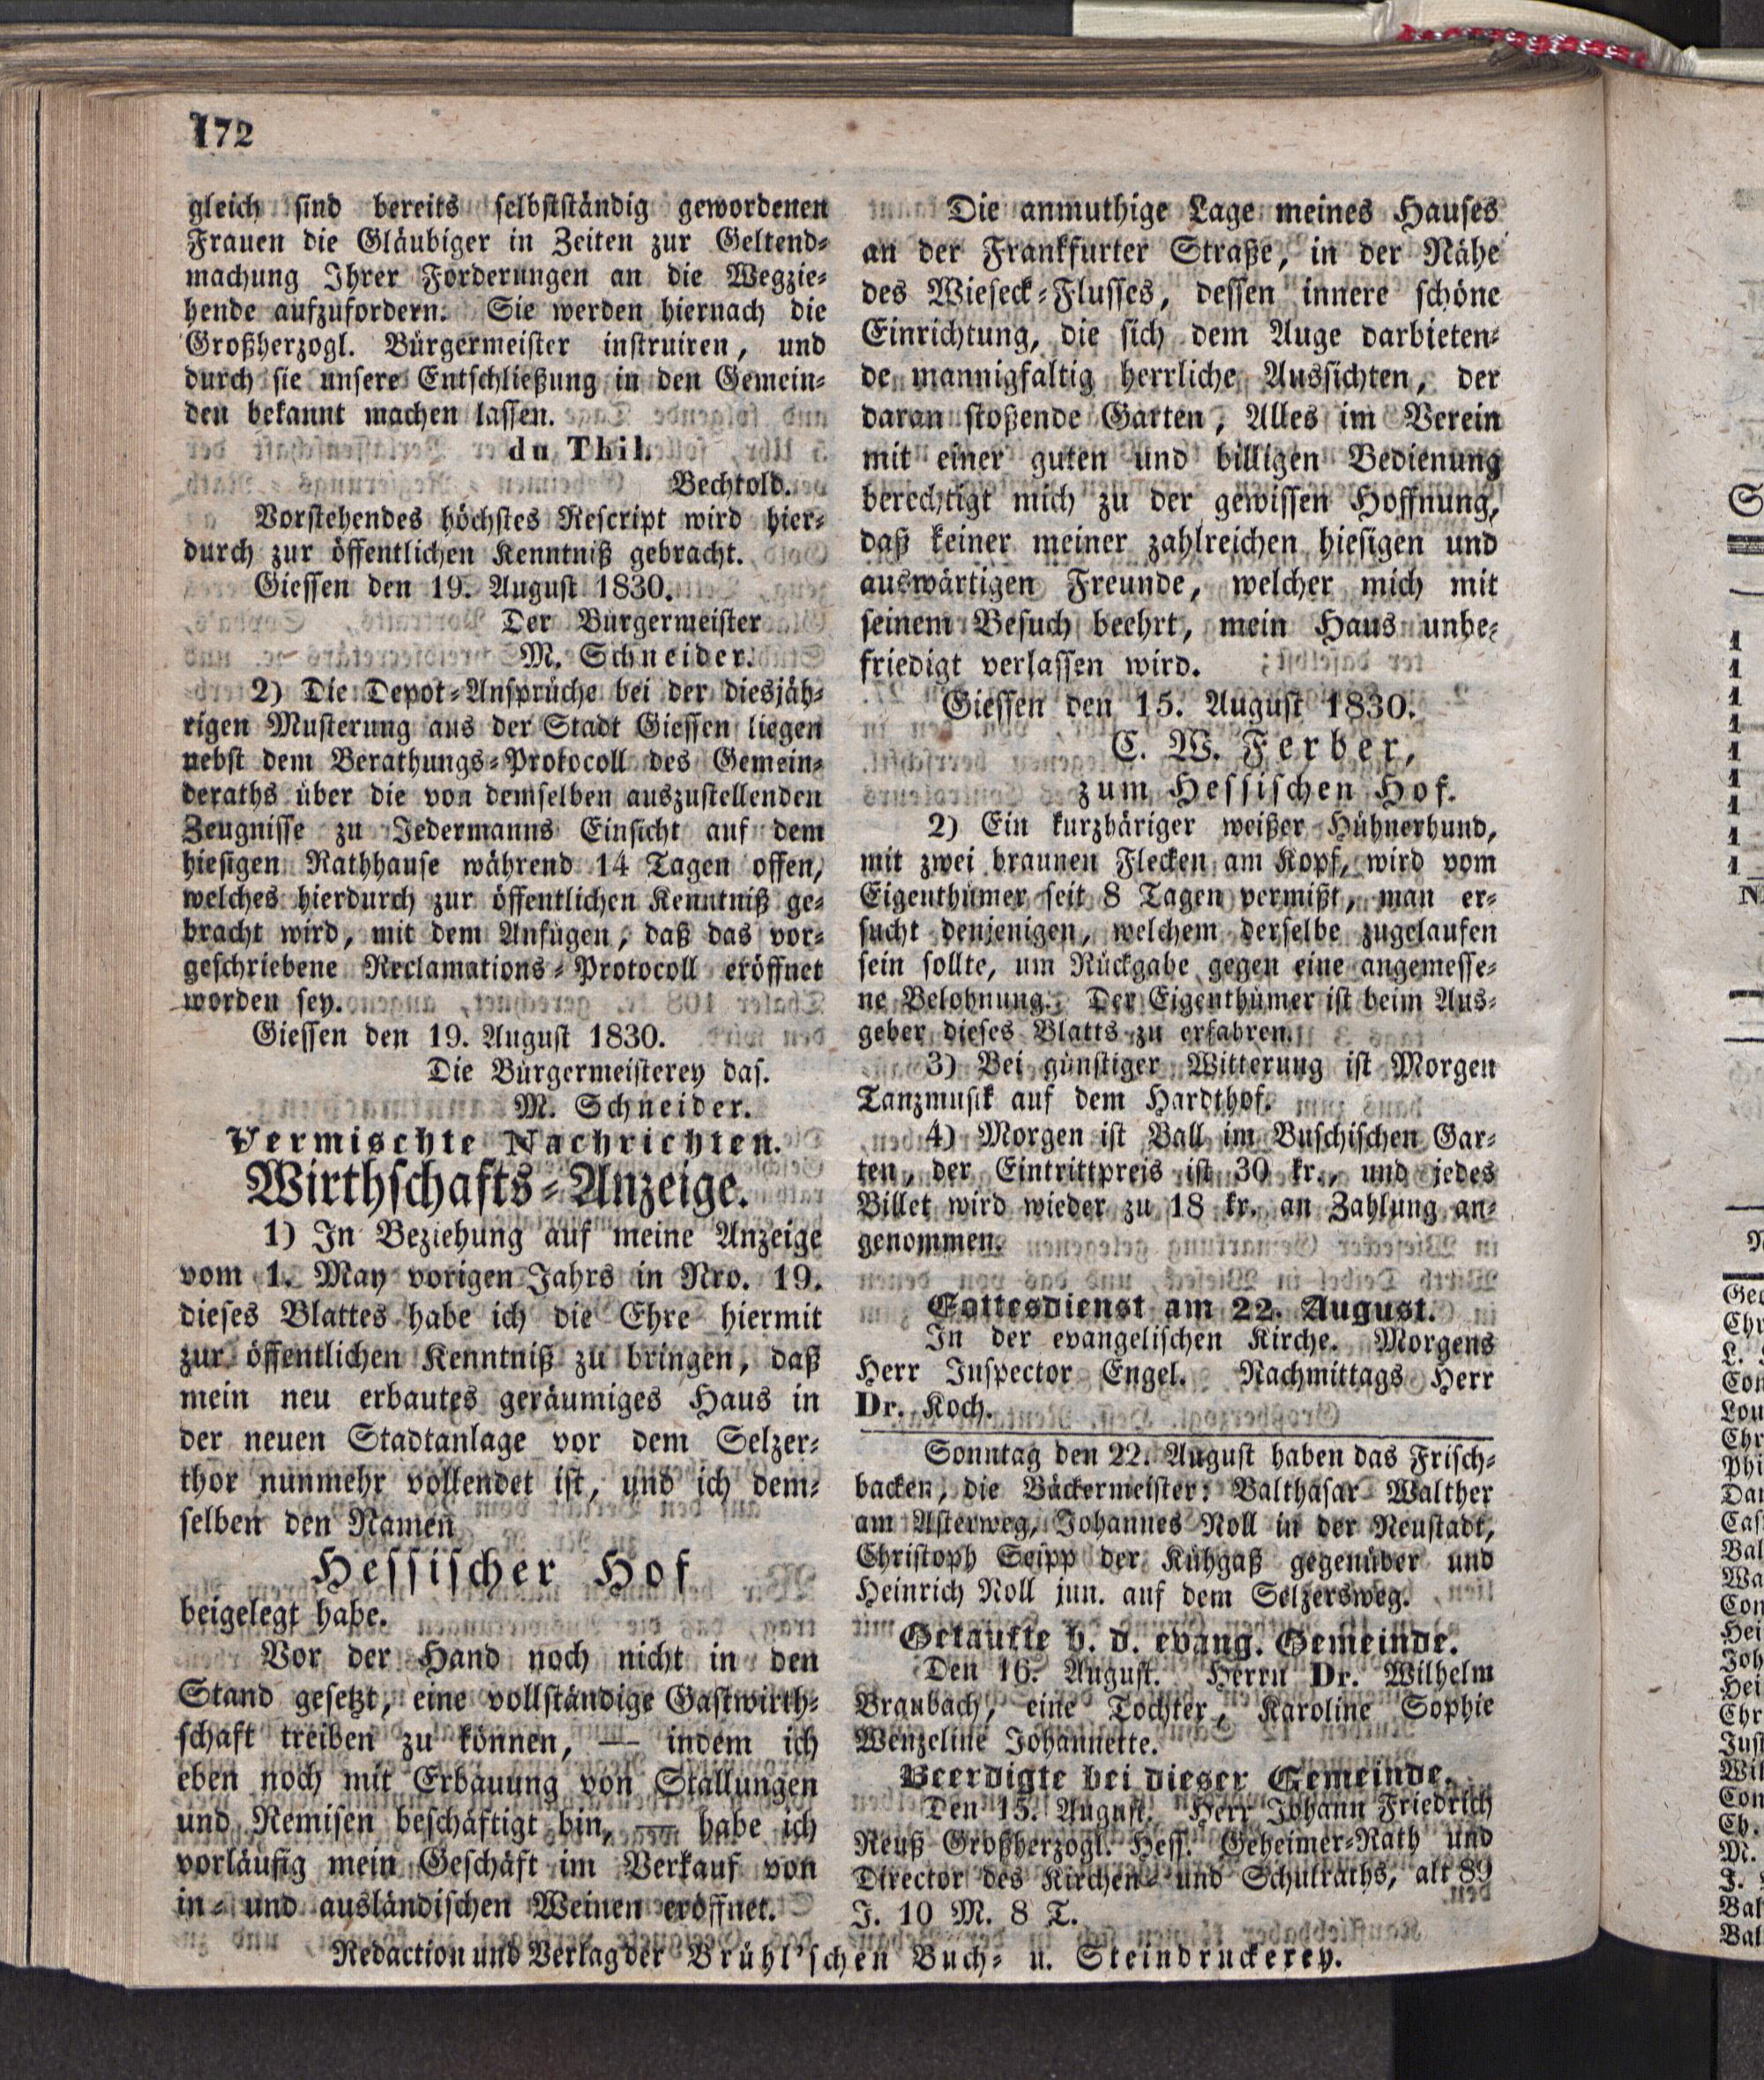 172
gleich sind bereits selbstständig gewordenen
Frauen die Gläubiger in Zeiten zur Geltend-
machung Ihrer Forderungen an die Wegzie-
hende aufzufordern. Sie werden hiernach die
Großherzogl. Bürgermeister instruiren, und
durch sie unsere Entschließung in den Gemein-
den bekannt machen lassen.
du Thil.
Bechtold.
Vorstehendes höchstes Rescript wird hier-
durch zur öffentlichen Kenntniß gebracht.
Giessen den 19. August 1830.
Der Bürgermeister
M. Schneider.
2) Die Depot-Ansprüche bei der diesjäh-
rigen Musterung aus der Stadt Giessen liegen
nebst dem Berathungs-Protocoll des Gemein-
deraths über die von demselben auszustellenden
Zeugnisse zu Jedermanns Einsicht auf dem
hiesigen Rathhause während 14 Tagen offen,
welches hierdurch zur öffentlichen Kenntniß ge-
bracht wird, mit dem Anfügen, daß das vor-
geschriebene Reclamations-Protocoll eröffnet
worden sey.
Giessen den 19. August 1830.
Die Bürgermeisterey das.
M. Schneider.
Vermischte Nachrichten.
Wirthschafts-Anzeige.
1) In Beziehung auf meine Anzeige
vom 1. May vorigen Jahrs in Nro. 19.
dieses Blattes habe ich die Ehre hiermit
zur öffentlichen Kenntniß zu bringen, daß
mein neu erbautes geräumiges Haus in
der neuen Stadtanlage vor dem Selzer-
thor nunmehr vollendet ist, und ich dem-
selben den Namen
Hessischer Hof
beigelegt habe.
Vor der Hand noch nicht in den
Stand gesetzt, eine vollständige Gastwirth-
schaft treiben zu können, — indem ich
eben noch mit Erbauung von Stallungen
und Remisen beschäftigt bin, — habe ich
vorläufig mein Geschäft im Verkauf von
in- und ausländischen Weinen eröffnet.
Die anmuthige Lage meines Hauses
an der Frankfurter Straße, in der Nähe
des Wieseck-Flusses, dessen innere schöne
Einrichtung, die sich dem Auge darbieten-
de mannigfaltig herrliche Aussichten, der
daran stoßende Garten, Alles im Verein
mit einer guten und billigen Bedienung
berechtigt mich zu der gewissen Hoffnung,
daß keiner meiner zahlreichen hiesigen und
auswärtigen Freunde, welcher mich mit
seinem Besuch beehrt, mein Haus unbe-
friedigt verlassen wird.
Giessen den 15. August 1830.
C. W. Ferber,
zum Hessischen Hof.
2) Ein kurzhäriger weißer Hühnerhund,
mit zwei braunen Flecken am Kopf, wird vom
Eigenthümer seit 8 Tagen vermißt, man er-
sucht denjenigen, welchem derselbe zugelaufen
sein sollte, um Rückgabe gegen eine angemesse-
ne Belohnung. Der Eigenthümer ist beim Aus-
geber dieses Blatts zu erfahren.
3) Bei günstiger Witterung ist Morgen
Tanzmusik auf dem Hardthof.
4) Morgen ist Ball im Buschischen Gar-
ten, der Eintrittpreis ist 30 kr., und jedes
Billet wird wieder zu 18 kr. an Zahlung an-
genommen.
Gottesdienst am 22. August.
In der evangelischen Kirche. Morgens
Herr Inspector Engel. Nachmittags Herr
Dr. Koch.
Sonntag den 22. August haben das Frisch-
backen, die Bäckermeister: Balthasar Walther
am Asterweg, Johannes Noll in der Neustadt,
Christoph Seipp der Kühgaß gegenüber und
Heinrich Noll jun. auf dem Selzersweg.
Getaufte b. d. evang. Gemeinde.
Den 16. August. Herrn Dr. Wilhelm
Braubach, eine Tochter, Karoline Sophie
Wenzeline Johannette.
Beerdigte bei dieser Gemeinde.
Den 15. August. Herr Johann Friedrich
Reuß Großherzogl. Hess. Geheimer-Rath und
Director des Kirchen- und Schulraths, alt 89
J. 10 M. 8 T.
Redaction und Verlag der Brühl'schen Buch- u. Steindruckerey.